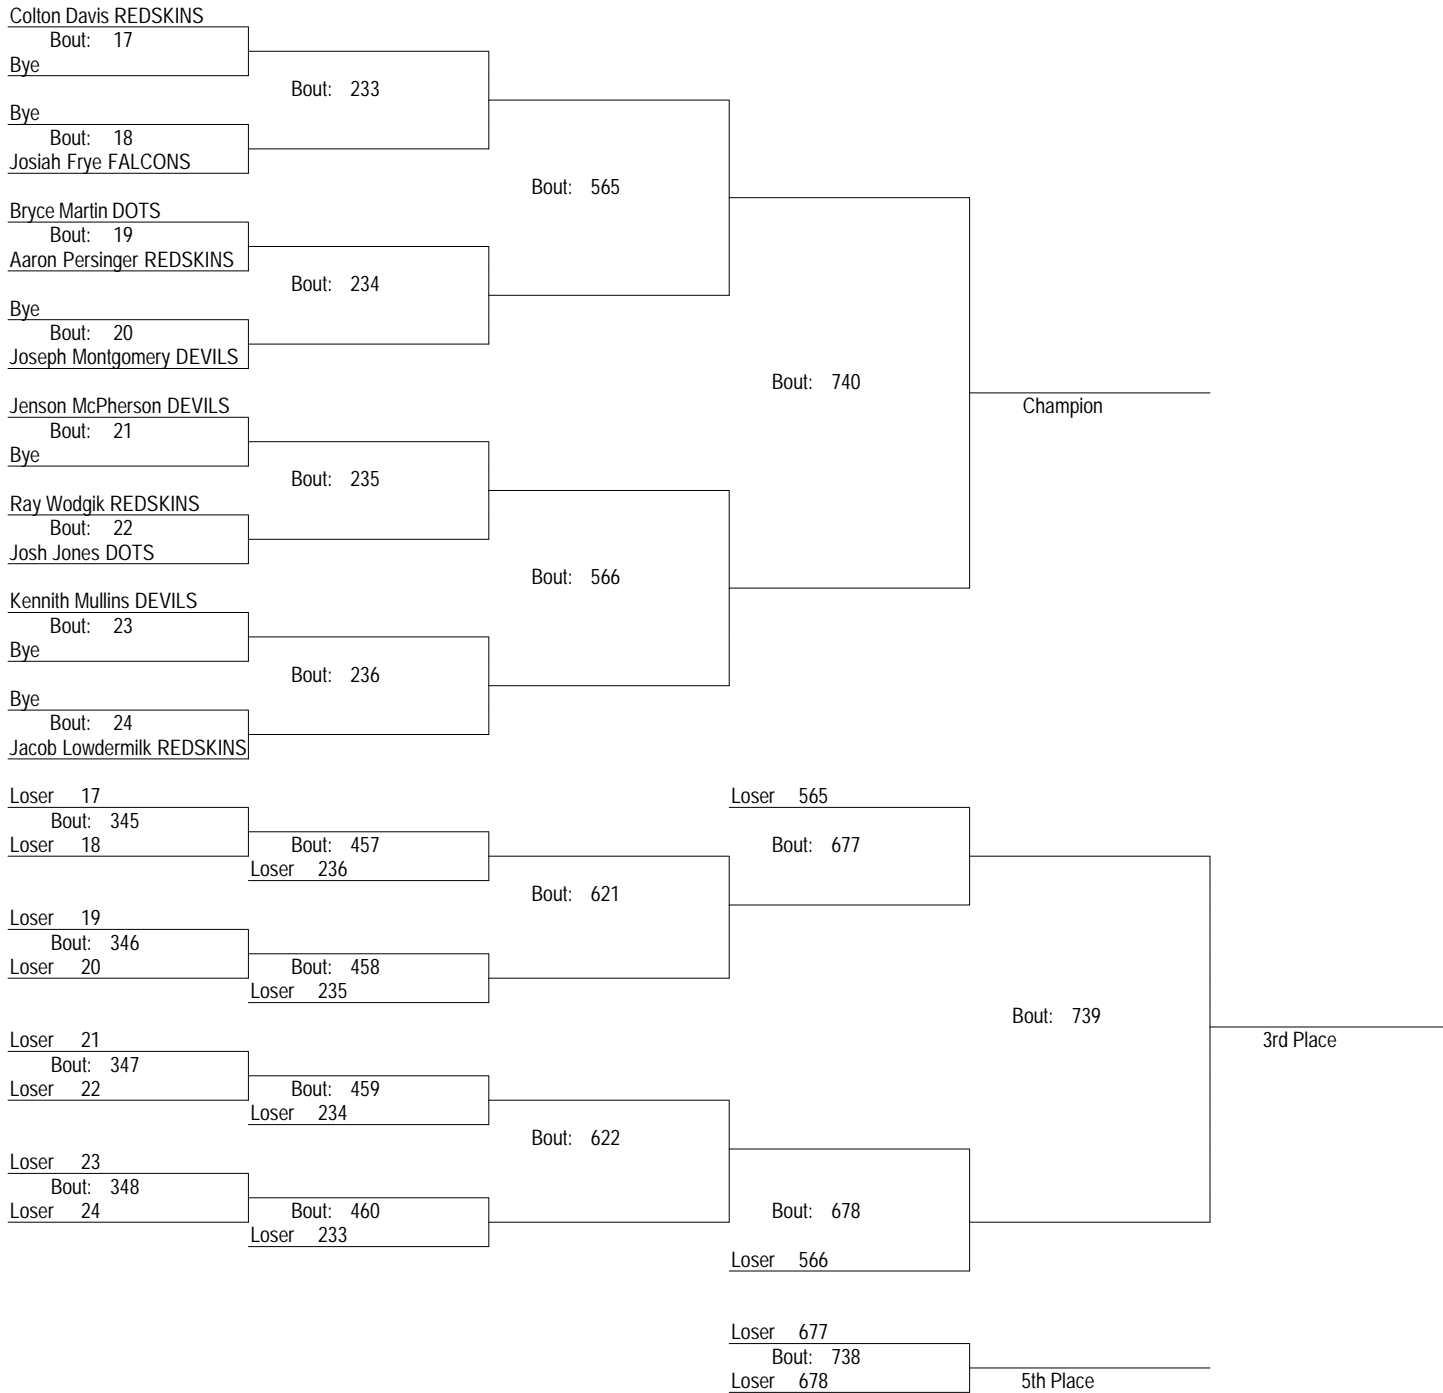 Colton Davis REDSKINS
Bout: 17
Bye
Bout: 233
Bye
Bout: 18
Josiah Frye FALCONS
Bout: 565
Bryce Martin DOTS
Bout: 19
Aaron Persinger REDSKINS
Bout: 234
Bye
Bout: 20
Joseph Montgomery DEVILS
Bout: 740
Champion
Jenson McPherson DEVILS
Bout: 21
Bye
Bout: 235
Ray Wodgik REDSKINS
Bout: 22
Josh Jones DOTS
Bout: 566
Kennith Mullins DEVILS
Bout: 23
Bye
Bout: 236
Bye
Bout: 24
Jacob Lowdermilk REDSKINS
Loser 17
Bout: 345
Loser 18
Bout: 457
Loser 236
Loser 565
Bout: 677
Bout: 621
Loser 19
Bout: 346
Loser 20
Bout: 458
Loser 235
Bout: 739
3rd Place
Loser 21
Bout: 347
Loser 22
Bout: 459
Loser 234
Bout: 622
Loser 23
Bout: 348
Loser 24
Bout: 460
Loser 233
Bout: 678
Loser 566
Loser 677
Bout: 738
Loser 678
5th Place